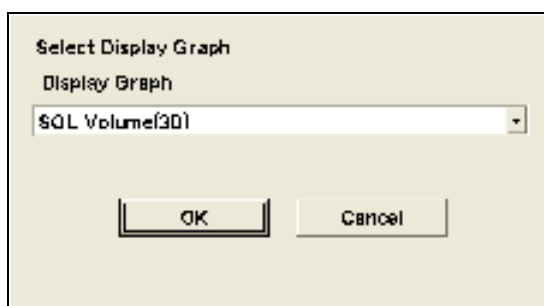 Select Display Graph
Display Graph
SQL Volume(3D)
OK
Cancel